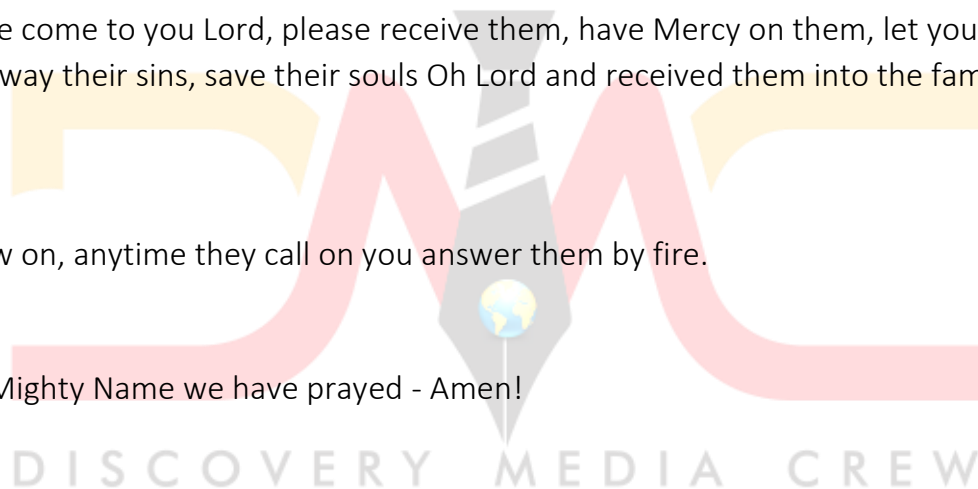 e come to you Lord, please receive them, have Mercy on them, let you
way their sins, save their souls Oh Lord and received them into the fam
w on, anytime they call on you answer them by fire.
Mighty Name we have prayed - Amen!
DMC
DISCOVERY MEDIA CREW